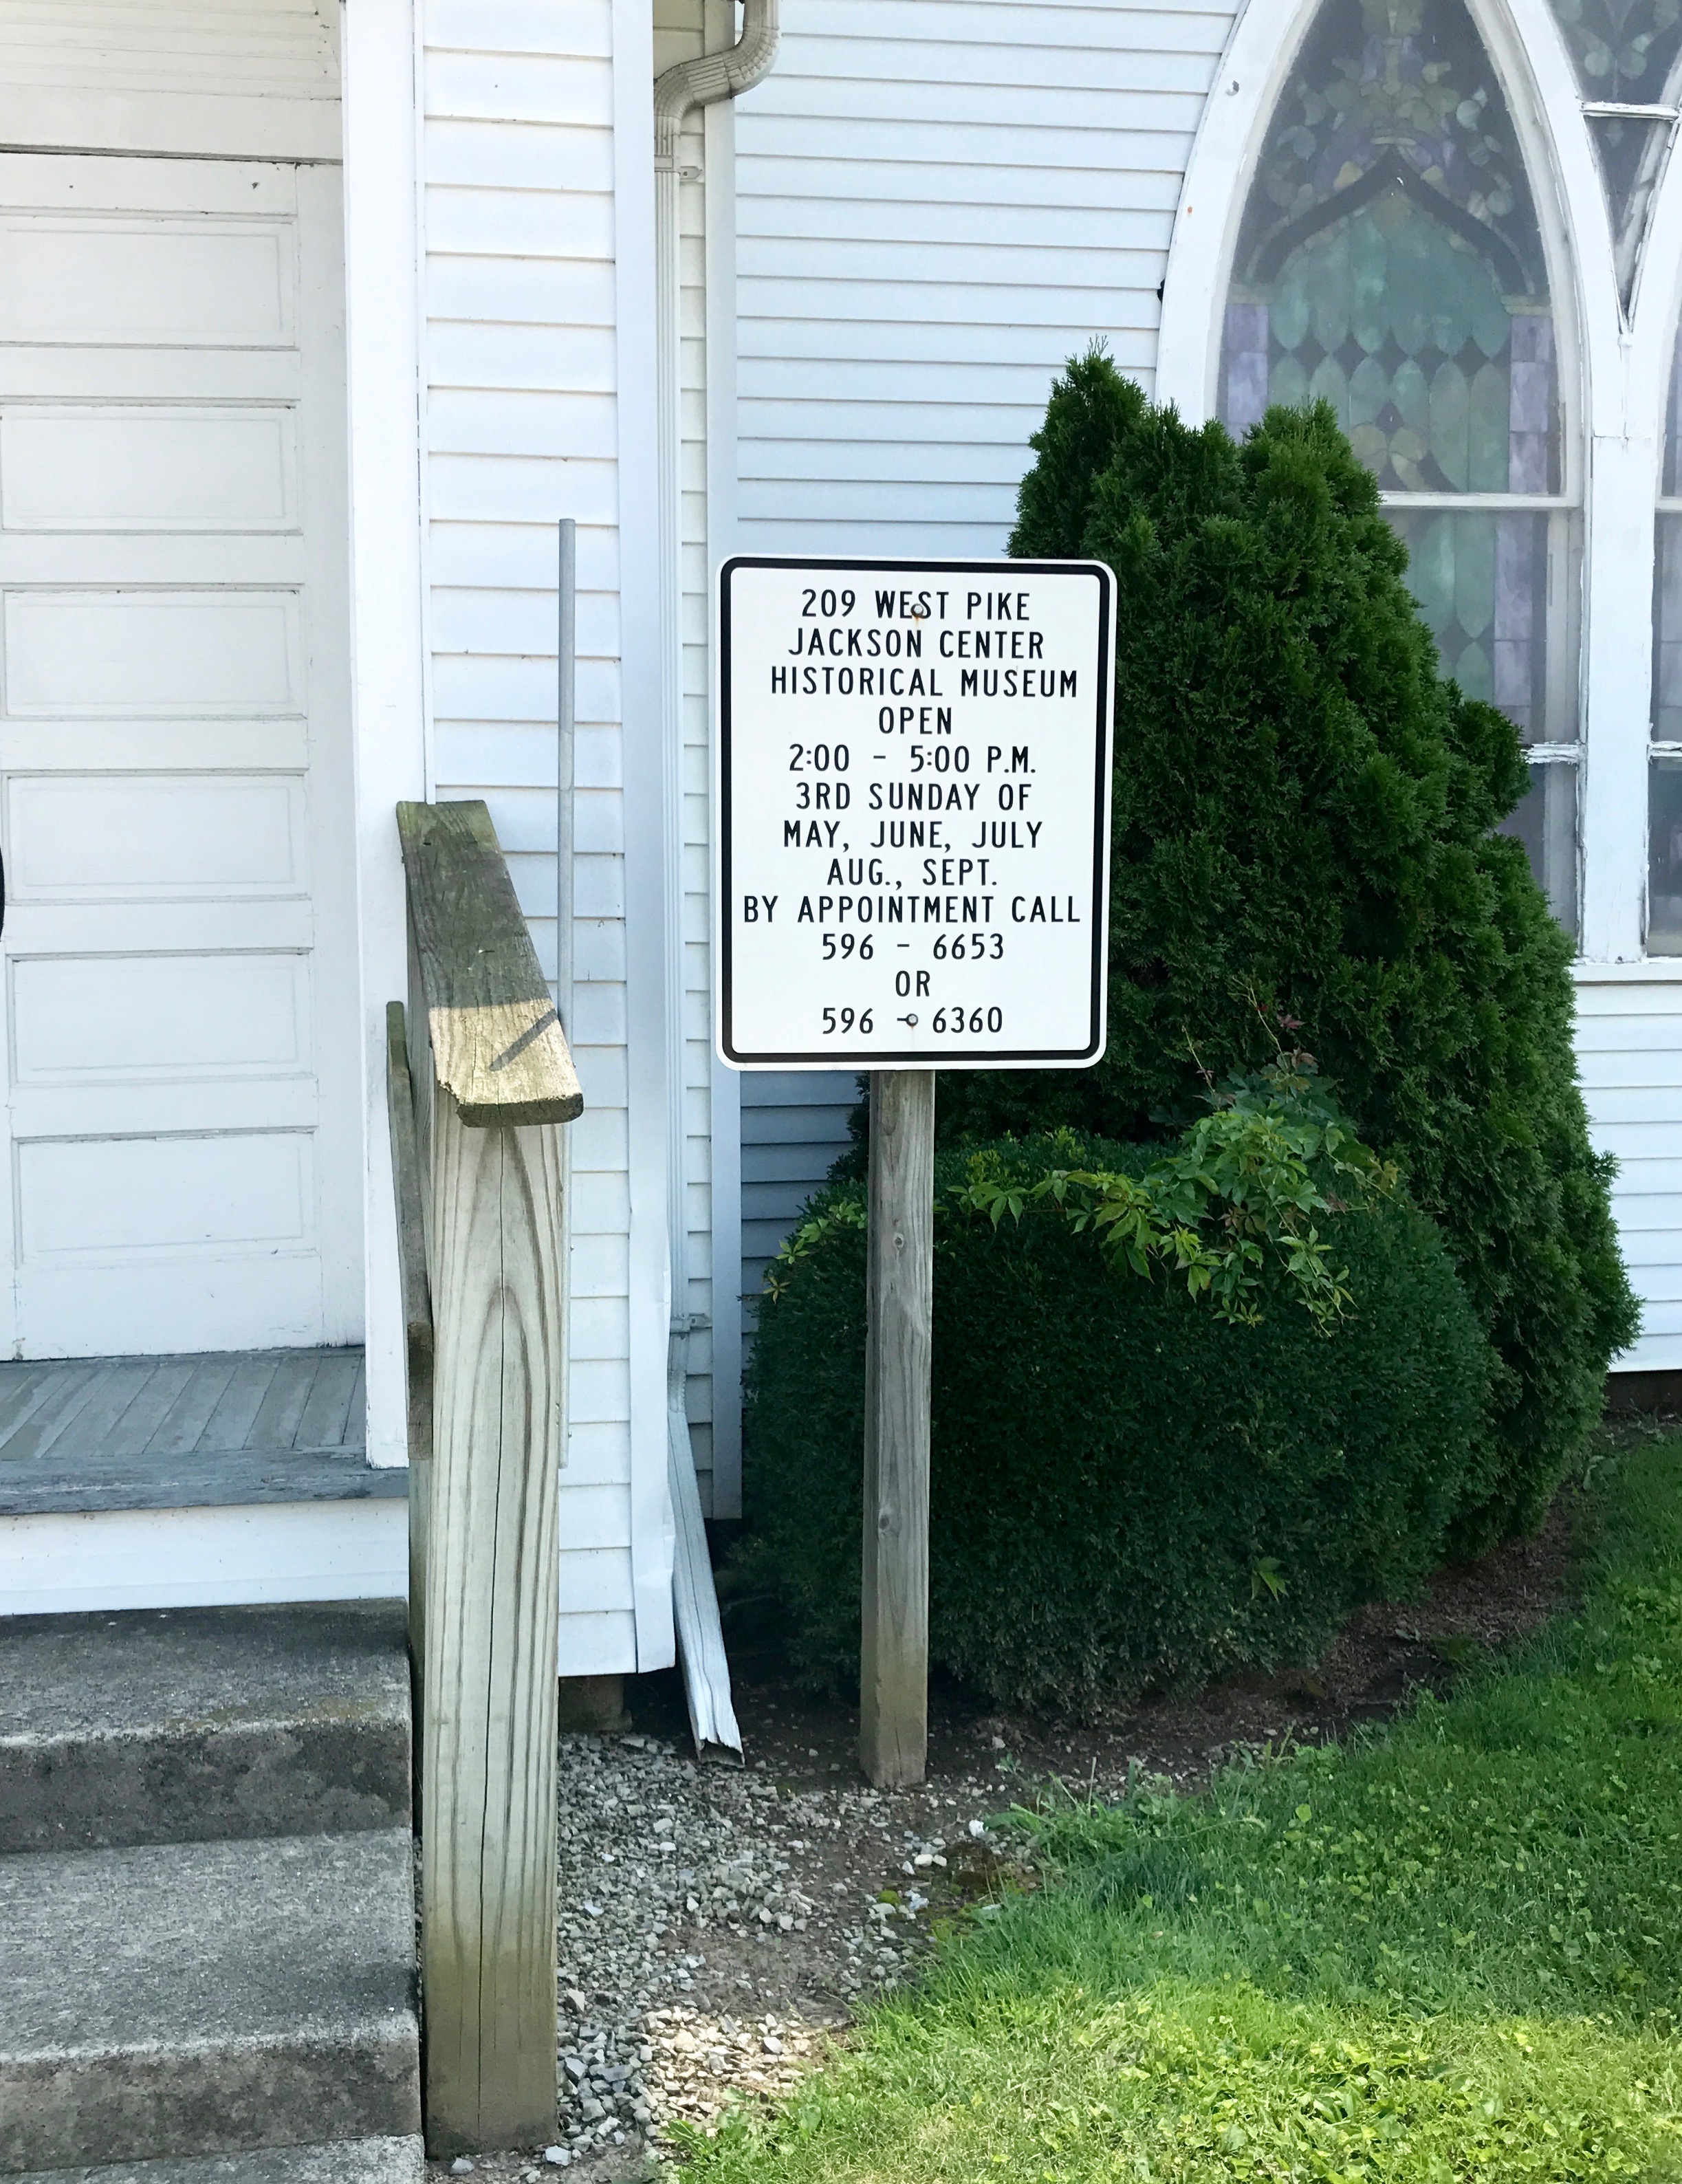 209 WEST PIKE
JACKSON CENTER
HISTORICAL MUSEUM
OPEN
2:00 - 5:00 P.M.
3RD SUNDAY OF
MAY, JUNE, JULY
AUG., SEPT.
BY APPOINTMENT CALL
596 - 6653
OR
596 - 6360